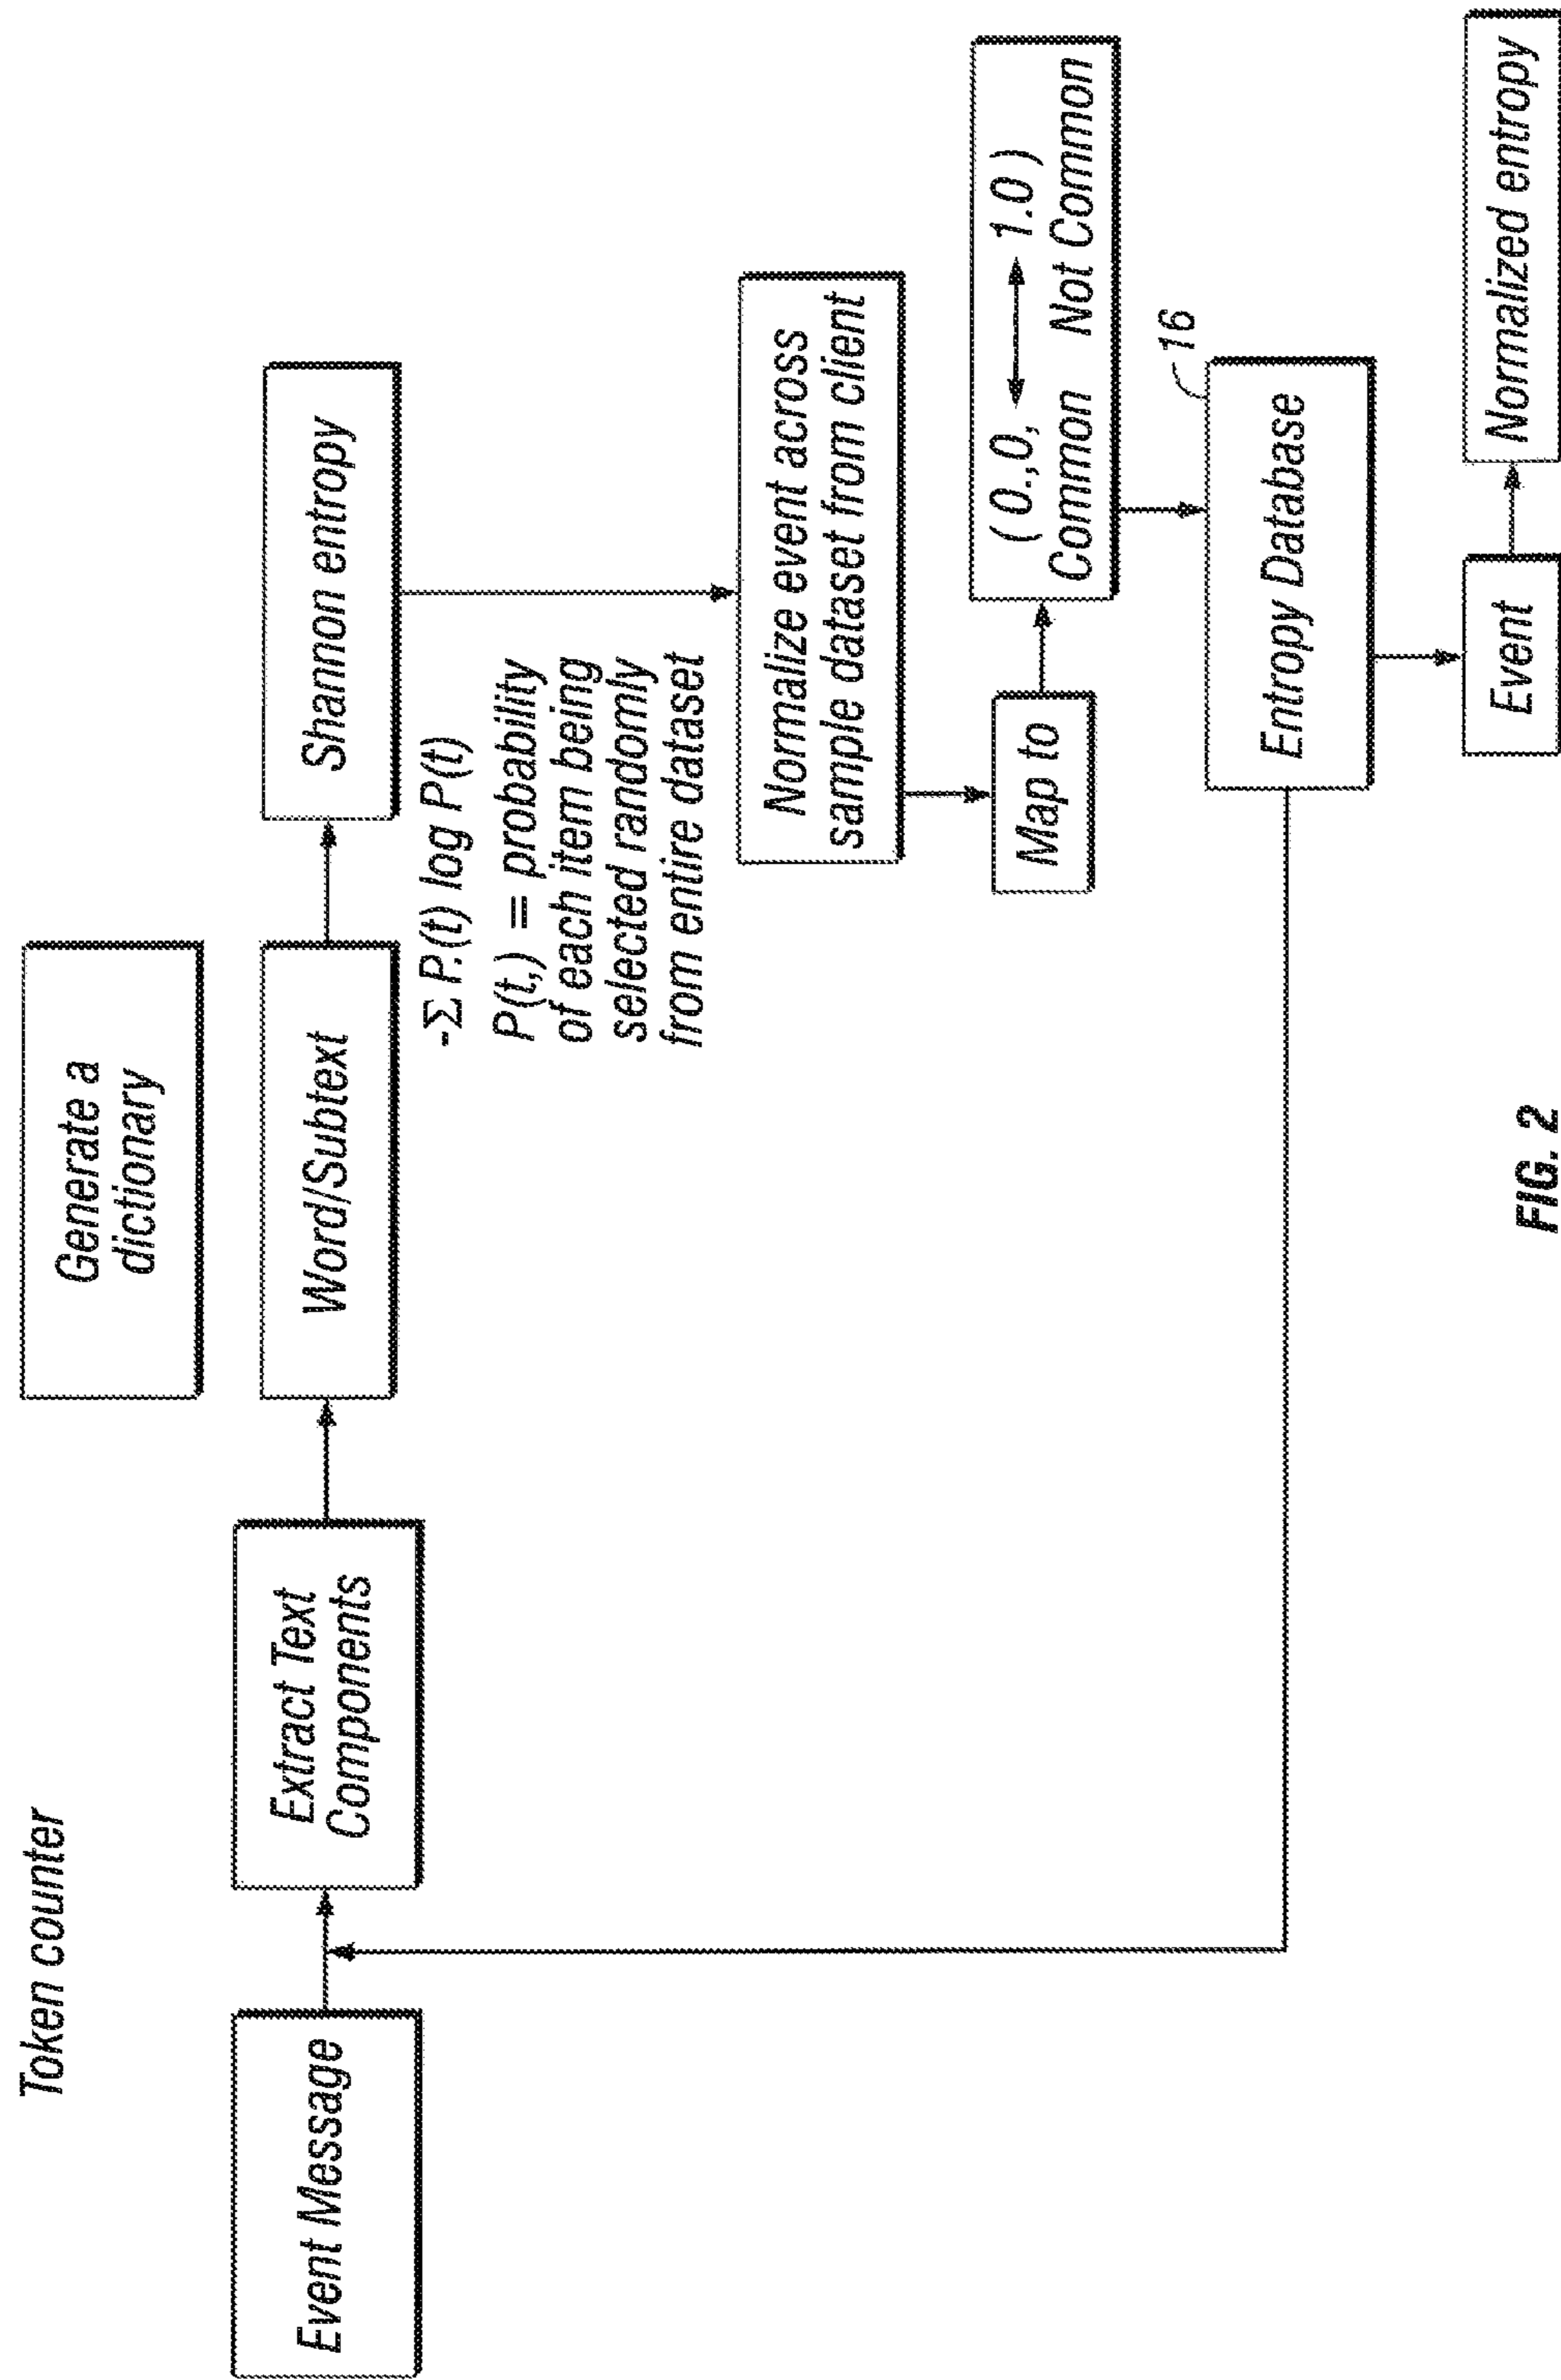 Token counter
Generate a
dictionary
Event Message
Extract Text
Components
Word/Subtext
Shannon entropy
-Σ P.(t) log P(t)
P(t,) = probability
of each item being
selected randomly
from entire dataset
Normalize event across
sample dataset from client
Map to
( 0.,0, 1.0 )
Common Not Common
16
Entropy Database
Event
Normalized entropy
FIG. 2